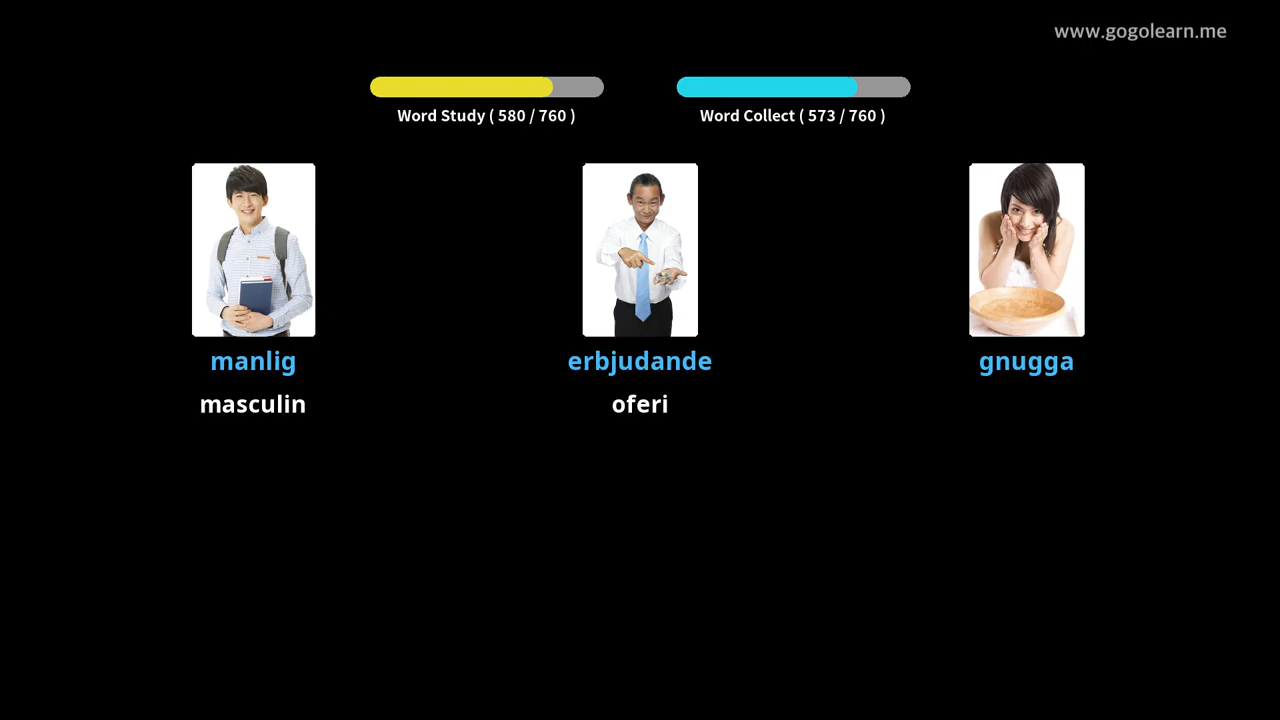 www.gogolearn.me
Word Study ( 580 / 760 )
Word Collect ( 573 / 760 )
manlig
erbjudande
gnugga
masculin
oferi